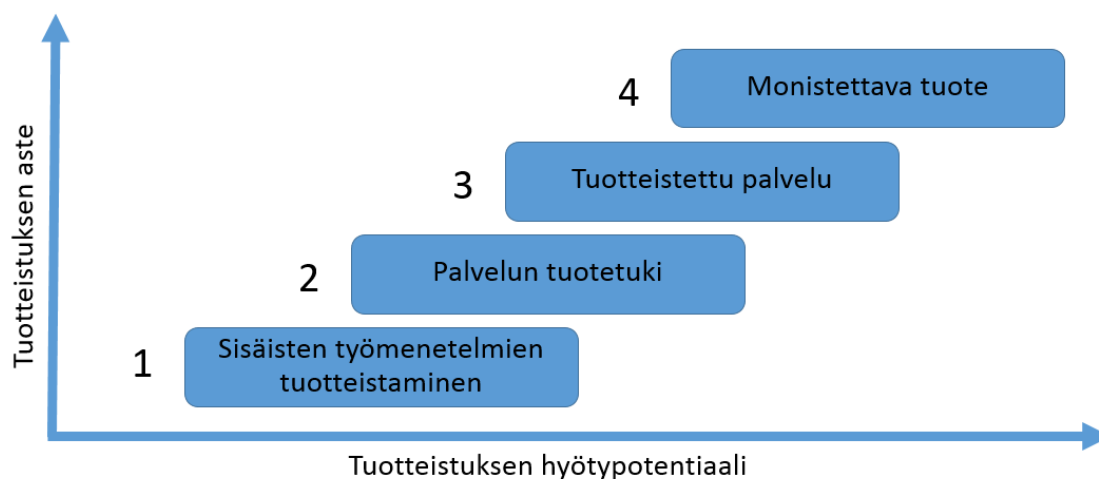 4
Monistettava tuote
3
Tuotteistettu palvelu
2
Palvelun tuotetuki
1
Sisäisten työmenetelmien
tuotteistaminen
Tuotteistuksen aste
Tuotteistuksen hyötypotentiaali